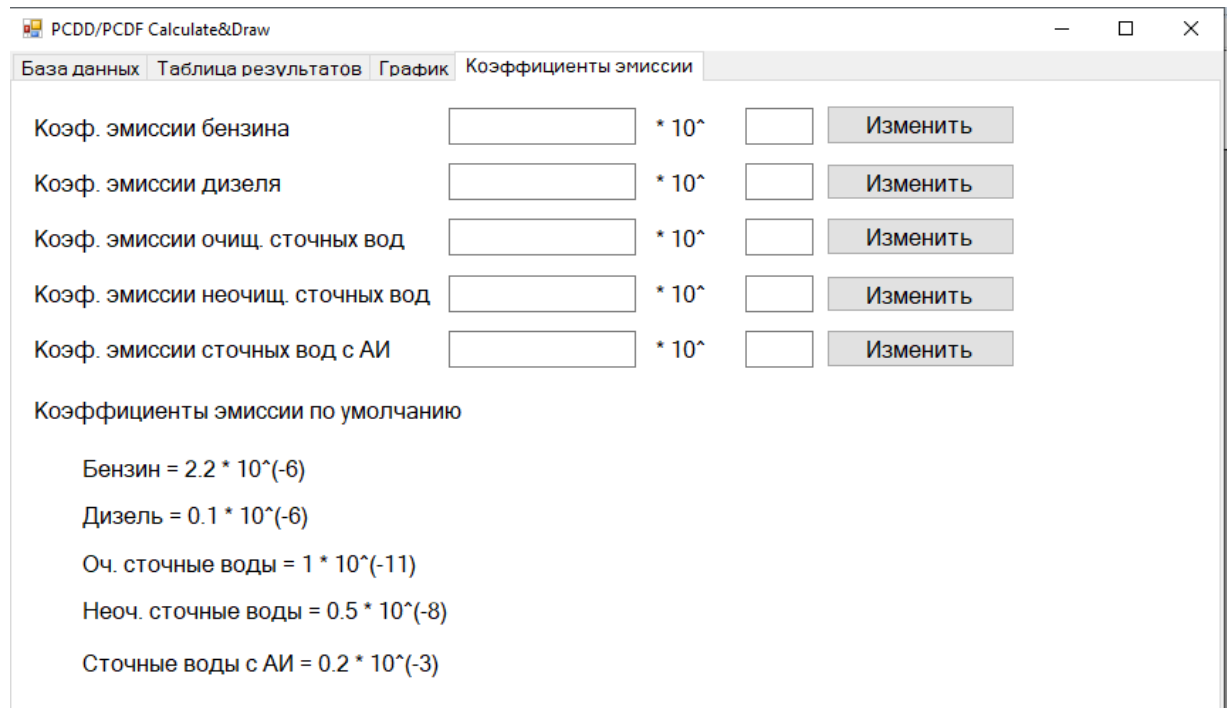 PCDD/PCDF Calculate&Draw
База данных Таблица результатов График Коэффициенты эмиссии
Коэф. эмиссии бензина * 10^ Изменить
Коэф. эмиссии дизеля * 10^ Изменить
Коэф. эмиссии очищ. сточных вод * 10^ Изменить
Коэф. эмиссии неочищ. сточных вод * 10^ Изменить
Коэф. эмиссии сточных вод с АИ * 10^ Изменить
Коэффициенты эмиссии по умолчанию
Бензин = 2.2 * 10^(-6)
Дизель = 0.1 * 10^(-6)
Оч. сточные воды = 1 * 10^(-11)
Неоч. сточные воды = 0.5 * 10^(-8)
Сточные воды с АИ = 0.2 * 10^(-3)